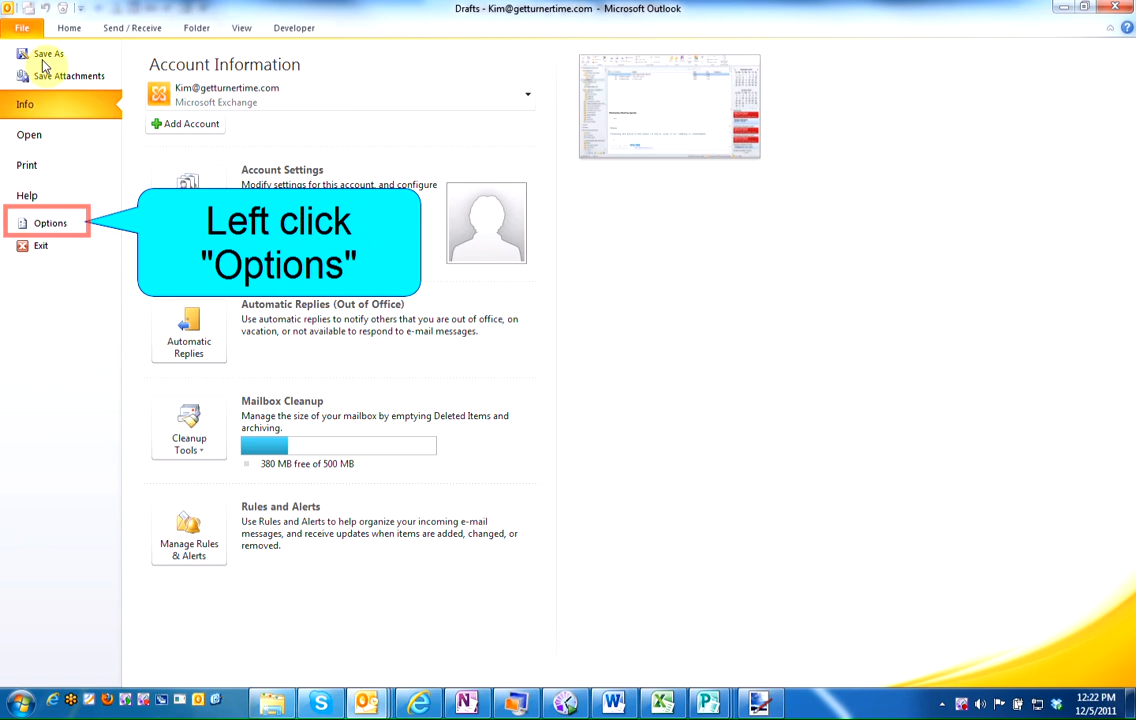 Drafts - Kim@getturnertime.com - Microsoft Outlook
File Home Send / Receive Folder View Developer
Save As
Save Attachments
Info
Open
Print
Help
Options
Exit
Account Information
Kim@getturnertime.com
Microsoft Exchange
Add Account
Account Settings
Modify settings for this account, and configure
Left click
"Options"
Automatic Replies (Out of Office)
Use automatic replies to notify others that you are out of office, on
vacation, or not available to respond to e-mail messages.
Automatic
Replies
Mailbox Cleanup
Manage the size of your mailbox by emptying Deleted Items and
archiving.
Cleanup
Tools
380 MB free of 500 MB
Rules and Alerts
Use Rules and Alerts to help organize your incoming e-mail
messages, and receive updates when items are added, changed, or
removed.
Manage Rules
& Alerts
12:22 PM
12/5/2011